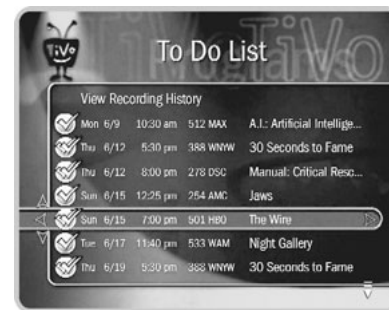 TiVo
To Do List
View Recording History
Mon 6/9 10:30 am 512 MAX A.I.: Artificial Intellige...
Thu 6/12 5:30 pm 388 WNYW 30 Seconds to Fame
Thu 6/12 8:00 pm 278 DSC Manual: Critical Resc...
Sun 6/15 12:25 pm 254 AMC Jaws
Sun 6/15 7:00 pm 501 HBO The Wire
Tue 6/17 11:40 pm 533 WAM Night Gallery
Thu 6/19 5:30 pm 388 WNYW 30 Seconds to Fame